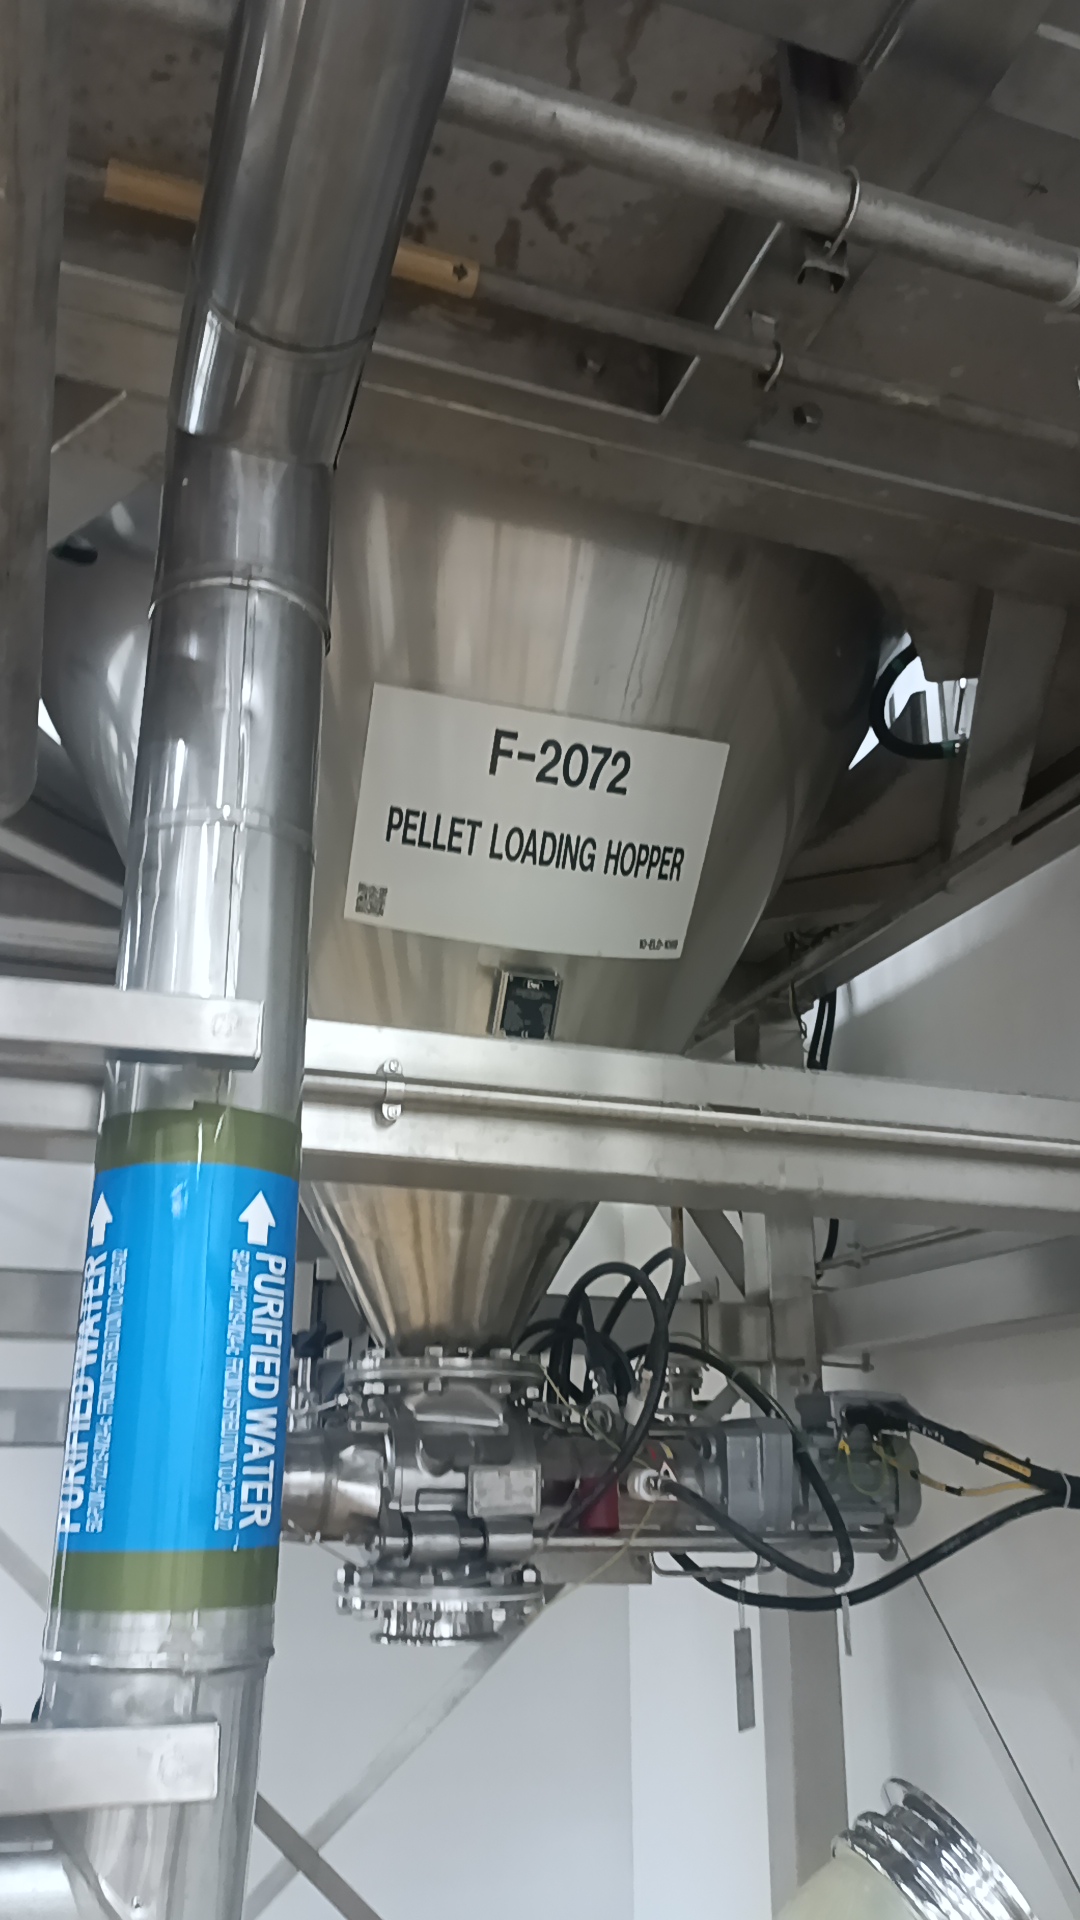 F-2072
PELLET LOADING HOPPER
PURIFIED WATER
PURIFIED WATER